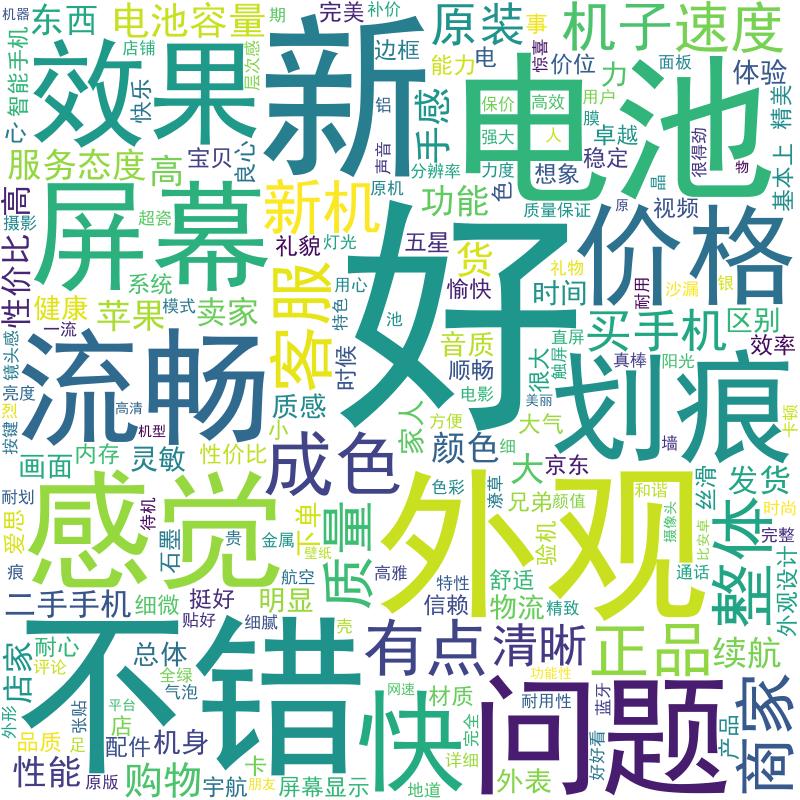 机器
东西
电池容量
期
完美
补价
原装
事
机子速度
智能手机
店铺
层次感
边框
能力
电
惊喜
价位
力
面板
体验
效果
新
快乐
手感
电池
保价
高效
用户
膜
精美
心
强大
人
卓越
很得劲
服务态度
高
宝贝
良心
声音
铝
分辨率
力度
稳定
基本上
屏幕
新机
原机
功能
色
想象
晶
高
摄影
超瓷
质量保证
原
视频
好
价格
礼貌
灯光
五星
货
礼物
性价比
系统
用心
愉快
时间
耐用
沙漏
银
健康
苹果
模式
卖家
客服
特色
池
买手机
区别
一流
镜头感
流畅
时候
音质
直屏
触屏
真棒
阳光
效率
顺畅
电影
很大
划痕
亮度
高清
质感
美丽
按键
烈
机型
小
家人
方便
大气
墙
卡顿
画面
内存
灵敏
性价比
成色
颜色
细
大
京东
耐划
感觉
待机
外观
色彩
潦草
兄弟
颜值
和谐
丝滑
发货
爱思
石墨
贵
金属
下单
质量
验机
摄像头
比安卓
整体
时尚
完整
痕
航空
壁纸
高雅
特性
舒适
通话
外观设计
二手手机
细微
挺好
明显
信赖
物流
精致
贴好
细腻
壳
店家
耐心
评论
不错
总体
有点
清晰
正品
续航
全绿
气泡
功能性
外形
快
网速
材质
问题
耐用性
蓝牙
商家
平台
张贴
店
品质
足
配件
机身
完全
好好看
产品
性能
原版
购物
宇航
卡
朋友
屏幕显示
地道
详细
外表